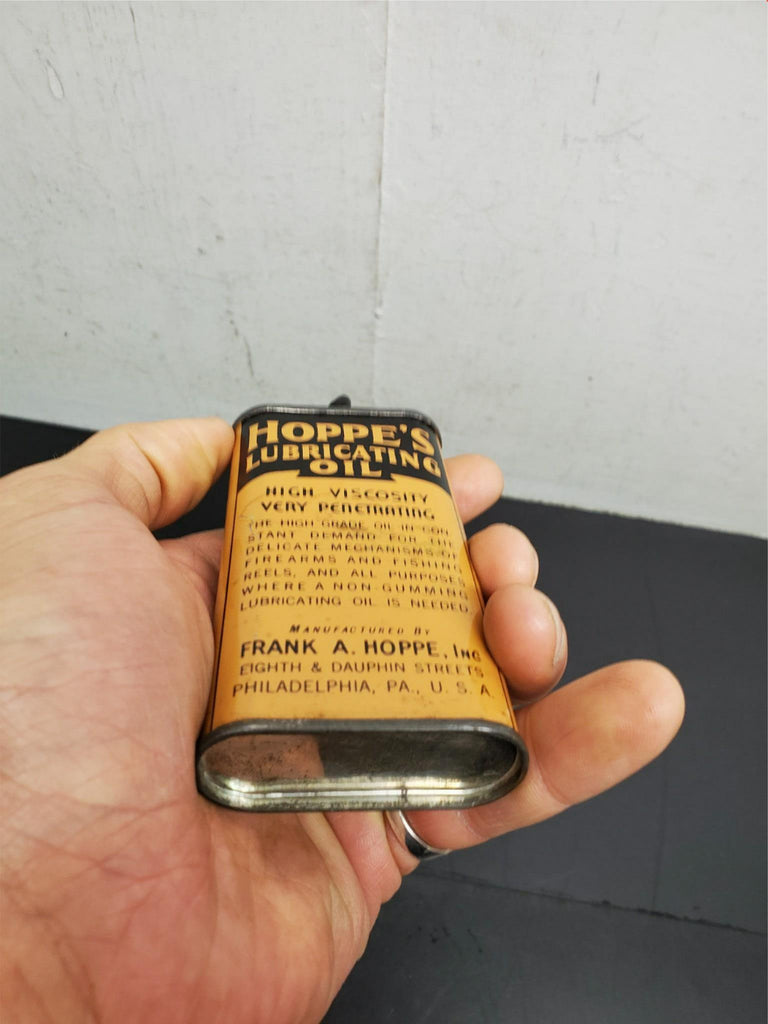 HOPPE'S
LUBRICATING
OIL
HIGH VISCOSITY
VERY PENETRATING
THE HIGH GRADE OIL IN CON
STANT DEMAND FOR
DELICATE MECHANISMS OF
FIREARMS AND FISHING
REELS, AND ALL PURPOSES
WHERE A NON GUMMING
LUBRICATING OIL IS NEEDED
MANUFACTURED BY
FRANK A. HOPPE, INC
EIGHTH & DAUPHIN STREETS
PHILADELPHIA, PA., U. S. A.